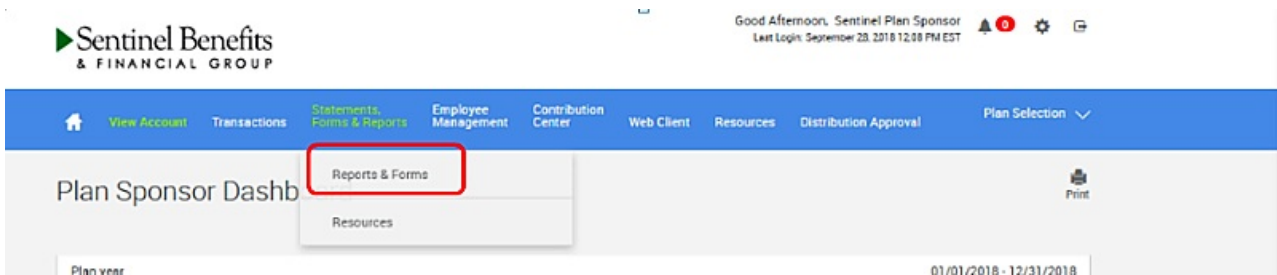 Sentinel Benefits
& FINANCIAL GROUP
Good Afternoon, Sentinel Plan Sponsor
Last Login: September 28, 2018 12:08 PM EST
0
View Account
Transactions
Statements,
Forms & Reports
Employee
Management
Contribution
Center
Web Client
Resources
Distribution Approval
Plan Selection
Reports & Forms
Resources
Plan Sponsor Dashb
Print
Plan year
01/01/2018 - 12/31/2018